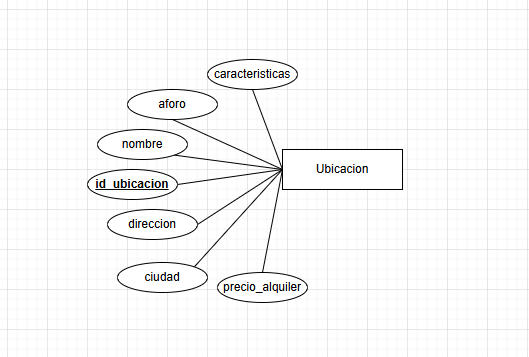 caracteristicas
aforo
nombre
id_ubicacion
Ubicacion
direccion
ciudad
precio_alquiler